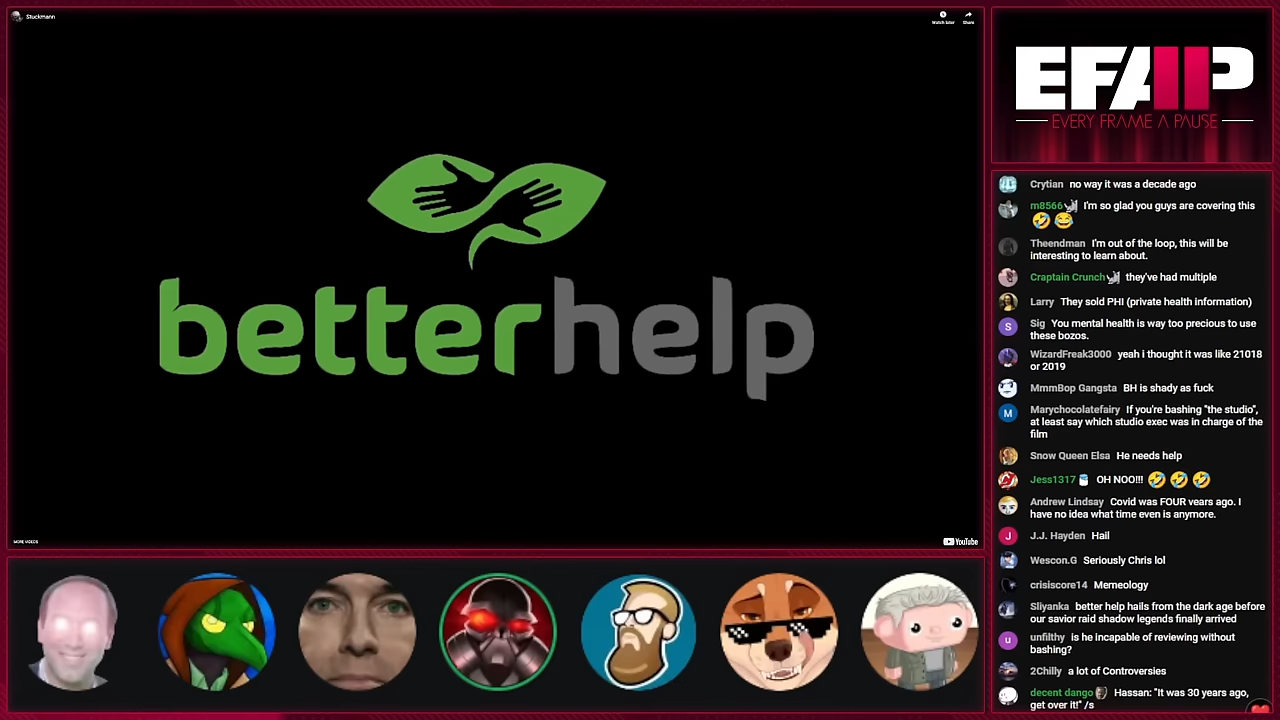 Stuckmann
Watch later
Share
betterhelp
MORE VIDEOS
YouTube
EFAP
EVERY FRAME A PAUSE
Crytian no way it was a decade ago
m8566 I'm so glad you guys are covering this
🤣 😂
Theendman I'm out of the loop, this will be
interesting to learn about.
Craptain Crunch they've had multiple
Larry They sold PHI (private health information)
S
Sig You mental health is way too precious to use
these bozos.
WizardFreak3000 yeah i thought it was like 21018
or 2019
MmmBop Gangsta BH is shady as fuck
M
Marychocolatefairy If you're bashing "the studio",
at least say which studio exec was in charge of the
film
Snow Queen Elsa He needs help
Jess1317 OH NOO!!! 🤣 🤣 🤣
Andrew Lindsay Covid was FOUR years ago. I
have no idea what time even is anymore.
J
J.J. Hayden Hail
Wescon.G Seriously Chris lol
crisiscore14 Memeology
Sliyanka better help hails from the dark age before
our savior raid shadow legends finally arrived
u
unfilthy is he incapable of reviewing without
bashing?
2Chilly a lot of Controversies
decent dango Hassan: "It was 30 years ago,
get over it!" /s